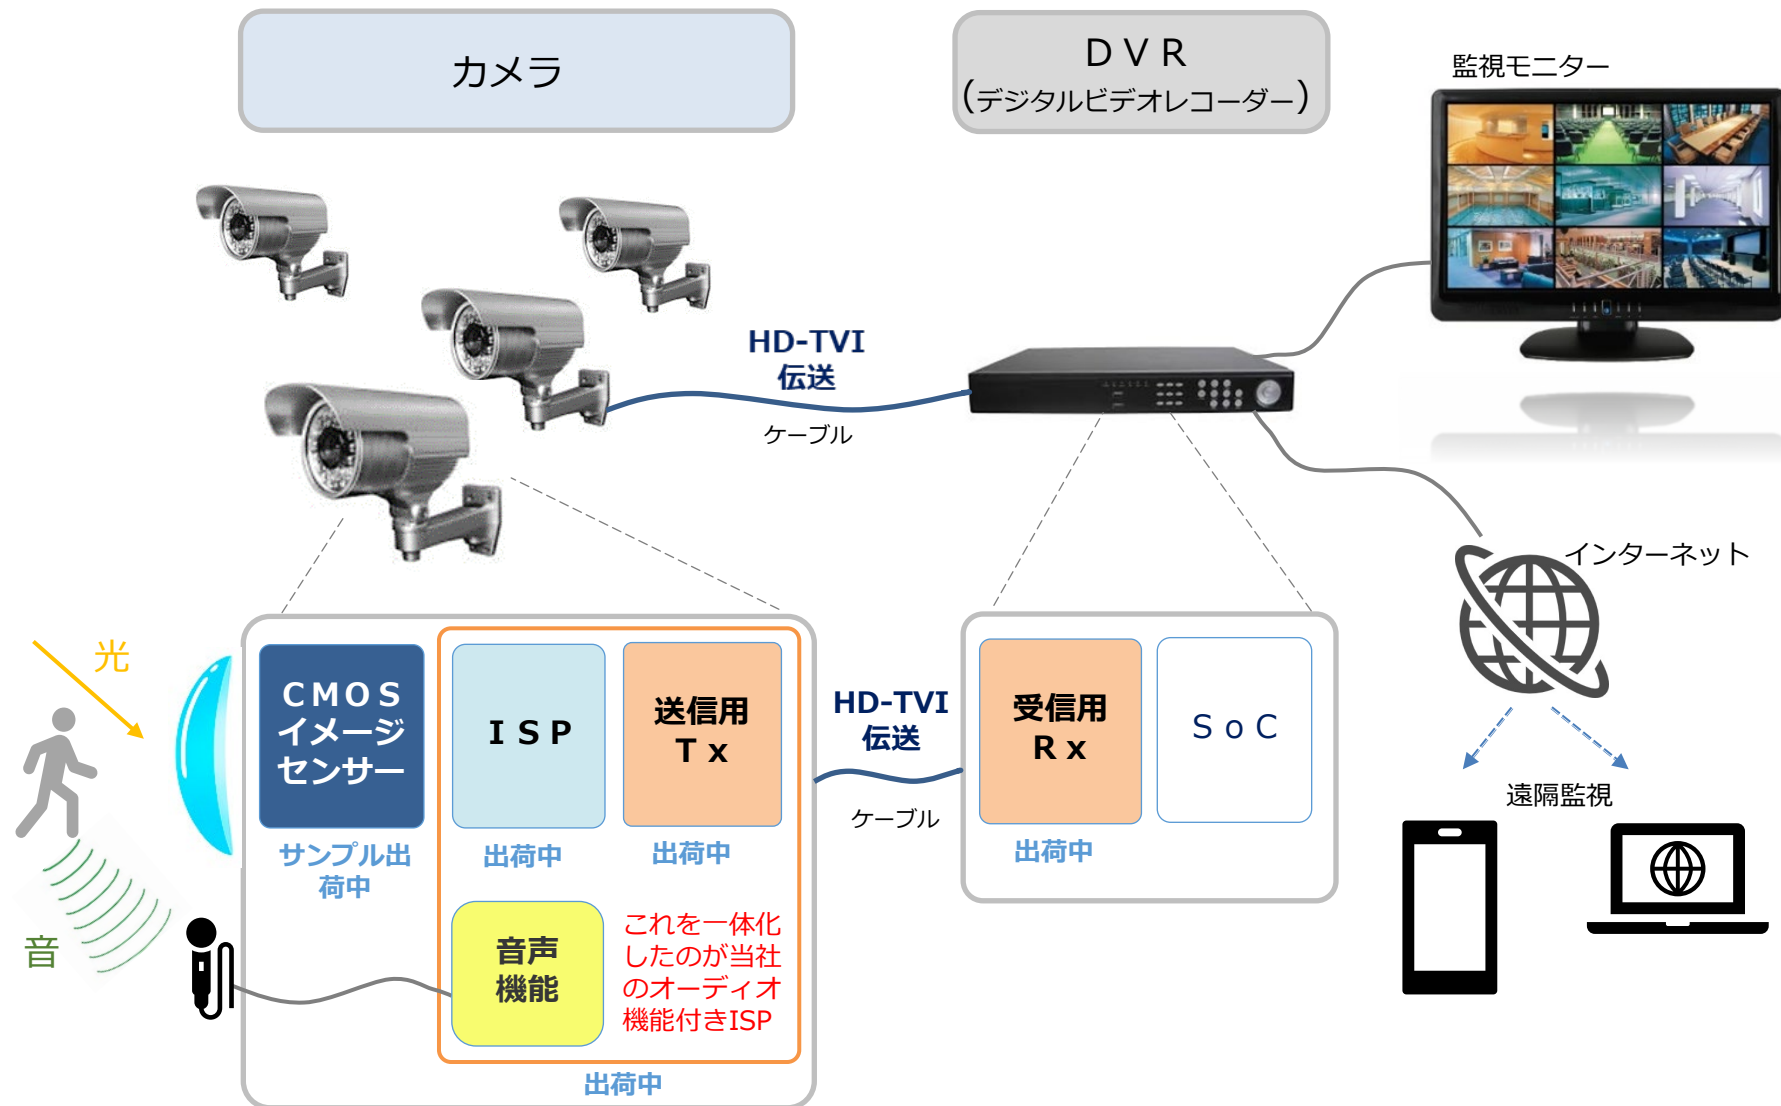 カメラ
ＤＶＲ
(デジタルビデオレコーダー)
監視モニター
HD-TVI
伝送
ケーブル
インターネット
光
ＣＭＯＳ
イメージ
センサー
サンプル出
荷中
ＩＳＰ
出荷中
送信用
Ｔｘ
出荷中
HD-TVI
伝送
ケーブル
受信用
Ｒｘ
出荷中
ＳｏＣ
遠隔監視
音
音声
機能
これを一体化
したのが当社
のオーディオ
機能付きISP
出荷中